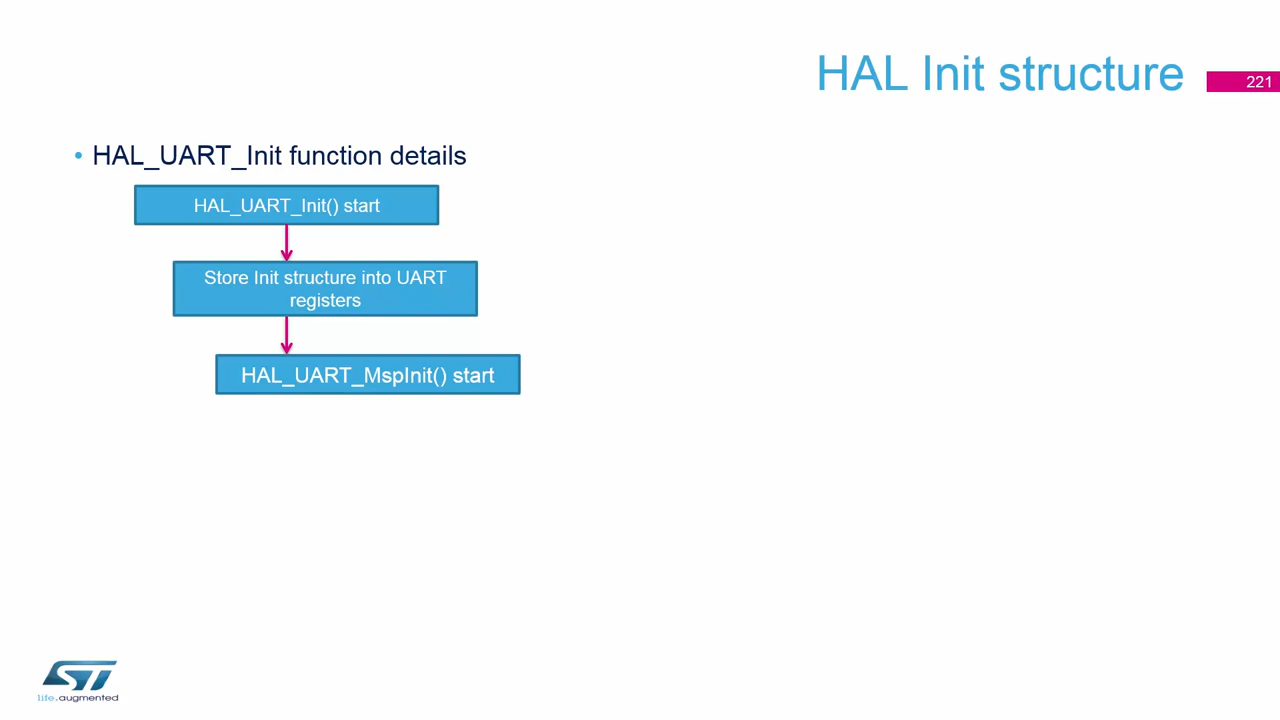 HAL Init structure
221
• HAL_UART_Init function details
HAL_UART_Init() start
Store Init structure into UART
registers
HAL_UART_MspInit() start
ST
life.augmented